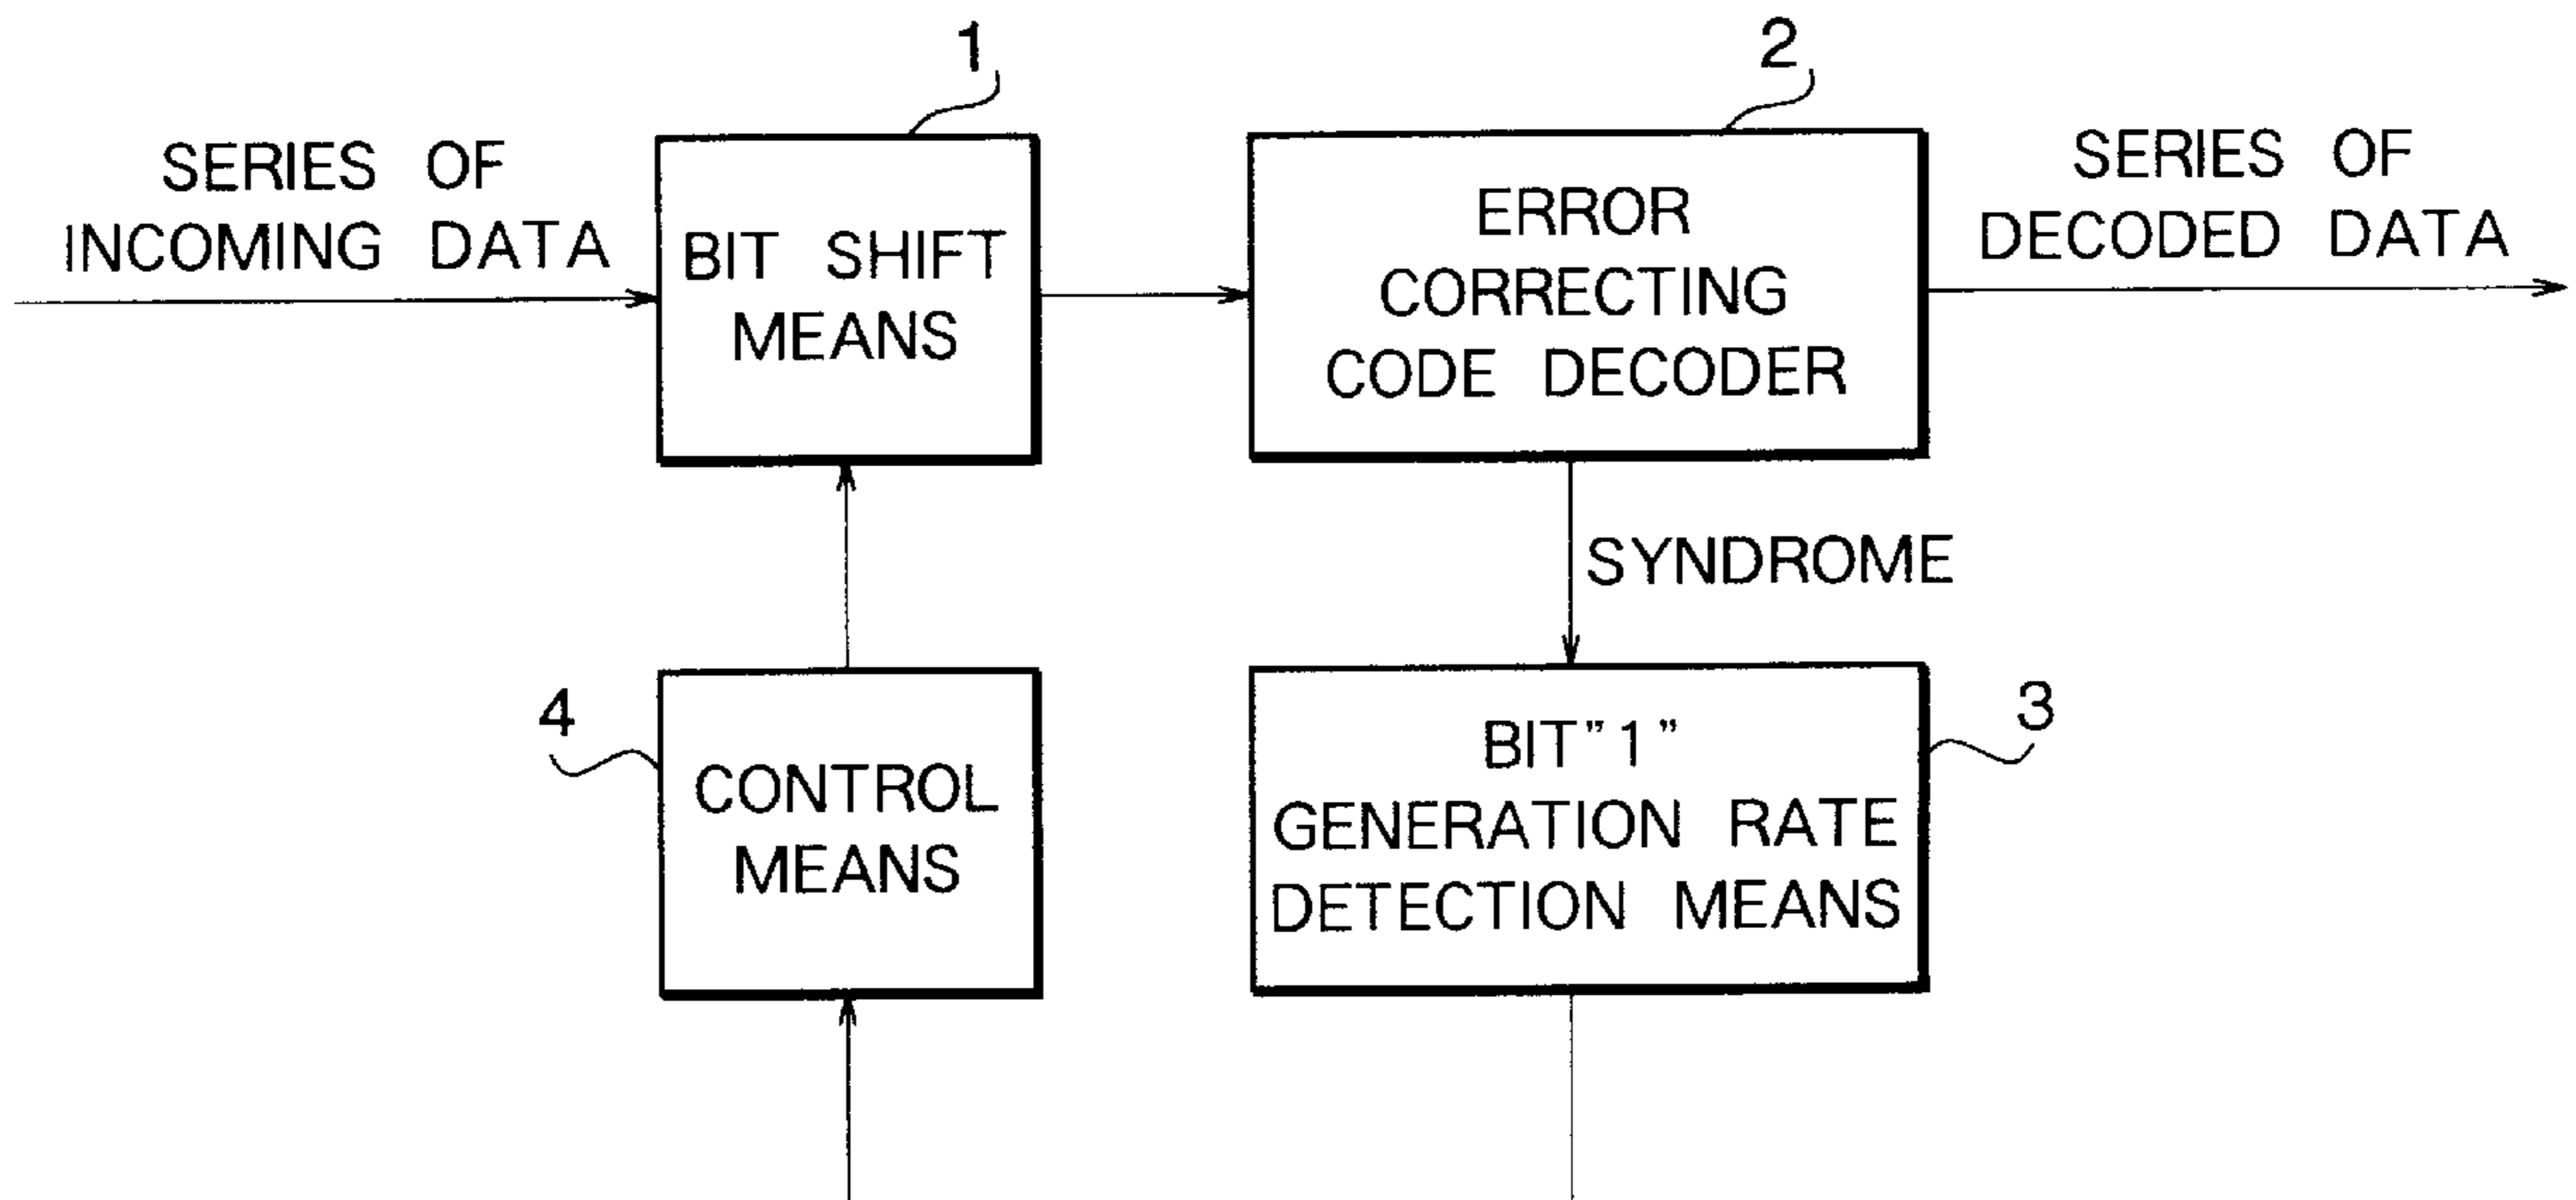 1
2
SERIES OF
INCOMING DATA
BIT SHIFT
MEANS
ERROR
CORRECTING
CODE DECODER
SERIES OF
DECODED DATA
SYNDROME
4
CONTROL
MEANS
BIT”1”
GENERATION RATE
DETECTION MEANS
3